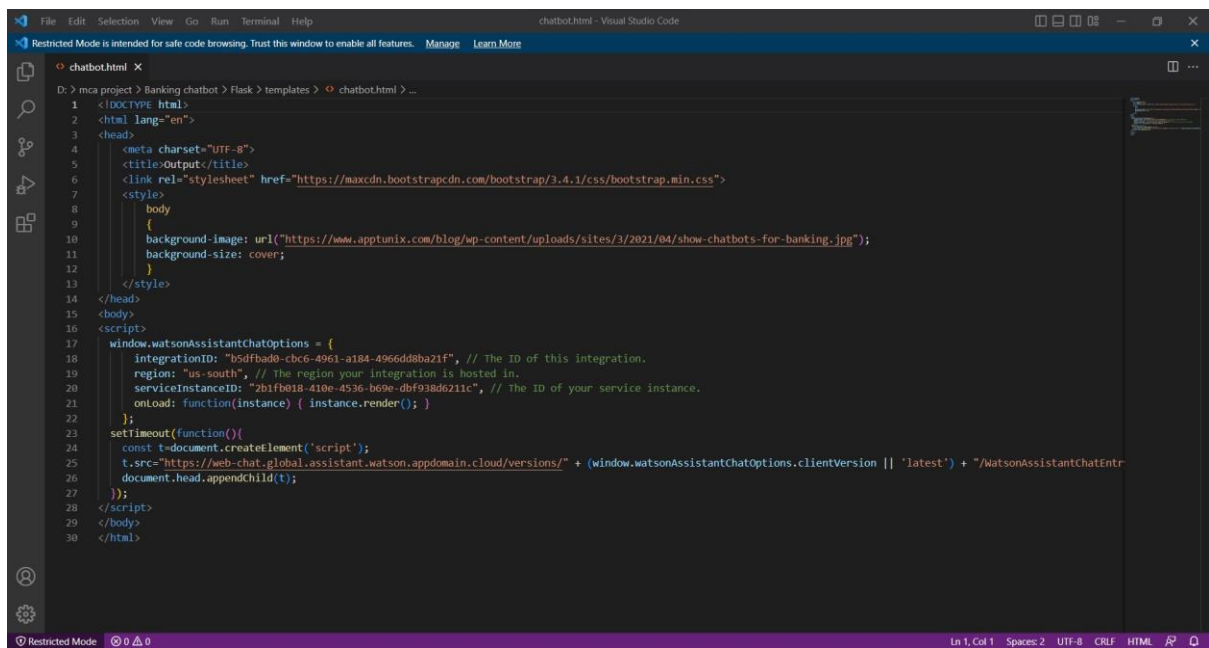 File Edit Selection View Go Run Terminal Help chatbot.html - Visual Studio Code
Restricted Mode is intended for safe code browsing. Trust this window to enable all features. Manage Learn More
chatbot.html
D: > mca project > Banking chatbot > Flask > templates > chatbot.html > ...
1 <!DOCTYPE html>
2 <html lang="en">
3 <head>
4 <meta charset="UTF-8">
5 <title>Output</title>
6 <link rel="stylesheet" href="https://maxcdn.bootstrapcdn.com/bootstrap/3.4.1/css/bootstrap.min.css">
7 <style>
8 body
9 {
10 background-image: url("https://www.apptunix.com/blog/wp-content/uploads/sites/3/2021/04/show-chatbots-for-banking.jpg");
11 background-size: cover;
12 }
13 </style>
14 </head>
15 <body>
16 <script>
17 window.watsonAssistantChatOptions = {
18 integrationID: "b5dfbad0-cbc6-4961-a184-4966dd8ba21f", // The ID of this integration.
19 region: "us-south", // The region your integration is hosted in.
20 serviceInstanceID: "2b1fb018-410e-4536-b69e-dbf938d6211c", // The ID of your service instance.
21 onLoad: function(instance) { instance.render(); }
22 };
23 setTimeout(function(){
24 const t=document.createElement('script');
25 t.src="https://web-chat.global.assistant.watson.appdomain.cloud/versions/" + (window.watsonAssistantChatOptions.clientVersion || 'latest') + "/WatsonAssistantChatEntr
26 document.head.appendChild(t);
27 });
28 </script>
29 </body>
30 </html>
Restricted Mode 0 0 Ln 1, Col 1 Spaces: 2 UTF-8 CRLF HTML